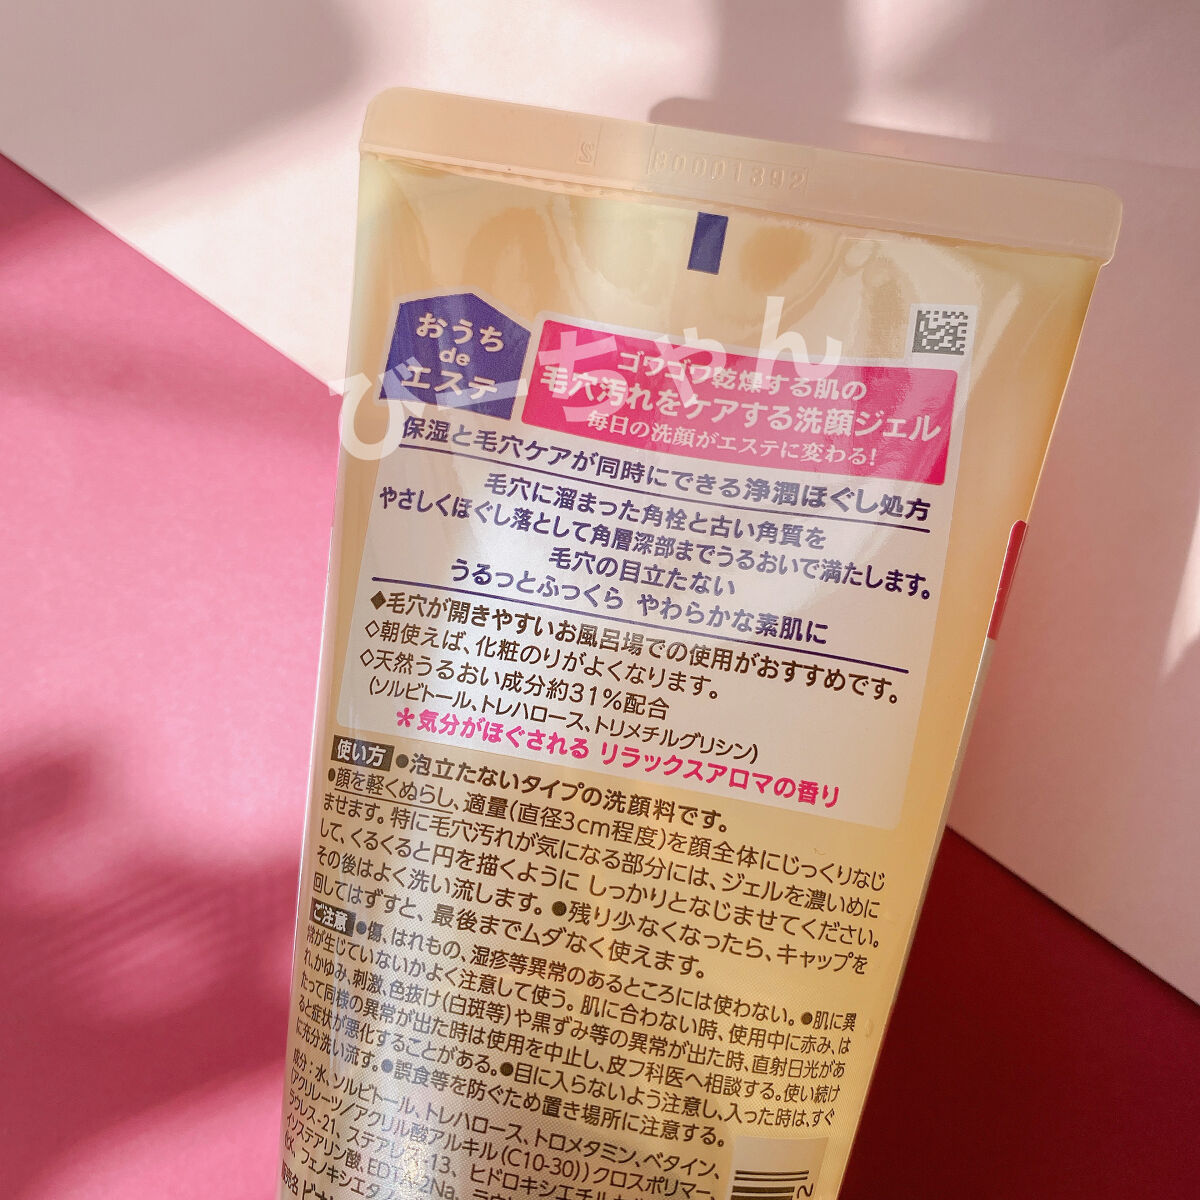 80001392
おうち
de
エステ
びーちゃん
ゴワゴワ乾燥する肌の
毛穴汚れをケアする洗顔ジェル
毎日の洗顔がエステに変わる!
保湿と毛穴ケアが同時にできる浄潤ほぐし処方
毛穴に溜まった角栓と古い角質を
やさしくほぐし落として角層深部までうるおいで満たします。
毛穴の目立たない
うるっとふっくら やわらかな素肌に
◆毛穴が開きやすいお風呂場での使用がおすすめです。
◇朝使えば、化粧のりがよくなります。
◇天然うるおい成分約31%配合
(ソルビトール、トレハロース、トリメチルグリシン)
*気分がほぐされる リラックスアロマの香り
使い方 ●泡立たないタイプの洗顔料です。
●顔を軽くぬらし、適量(直径3cm程度)を顔全体にじっくりなじ
ませます。特に毛穴汚れが気になる部分には、ジェルを濃いめに
して、くるくると円を描くように しっかりとなじませてください。
その後はよく洗い流します。●残り少なくなったら、キャップを
回してはずすと、最後までムダなく使えます。
ご注意 ●傷、はれもの、湿疹等異常のあるところには使わない。●肌に異
常が生じていないかよく注意して使う。肌に合わない時、使用中に赤み、は
れ、かゆみ、刺激、色抜け(白斑等)や黒ずみ等の異常が出た時、直射日光があ
たって同様の異常が出た時は使用を中止し、皮フ科医へ相談する。使い続け
ると症状が悪化することがある。●目に入らないよう注意し、入った時は、すぐ
に充分洗い流す。●誤食等を防ぐため置き場所に注意する。
成分:水、ソルビトール、トレハロース、トロメタミン、ベタイン、
(アクリレーツ/アクリル酸アルキル(C10-30))クロスポリマー、
ラウレス-21、ステアレス-13、ヒドロキシエチル
イソステアリン酸、EDTA-2Na、ラウ
フェノキシエタノ
販売名 ビオ